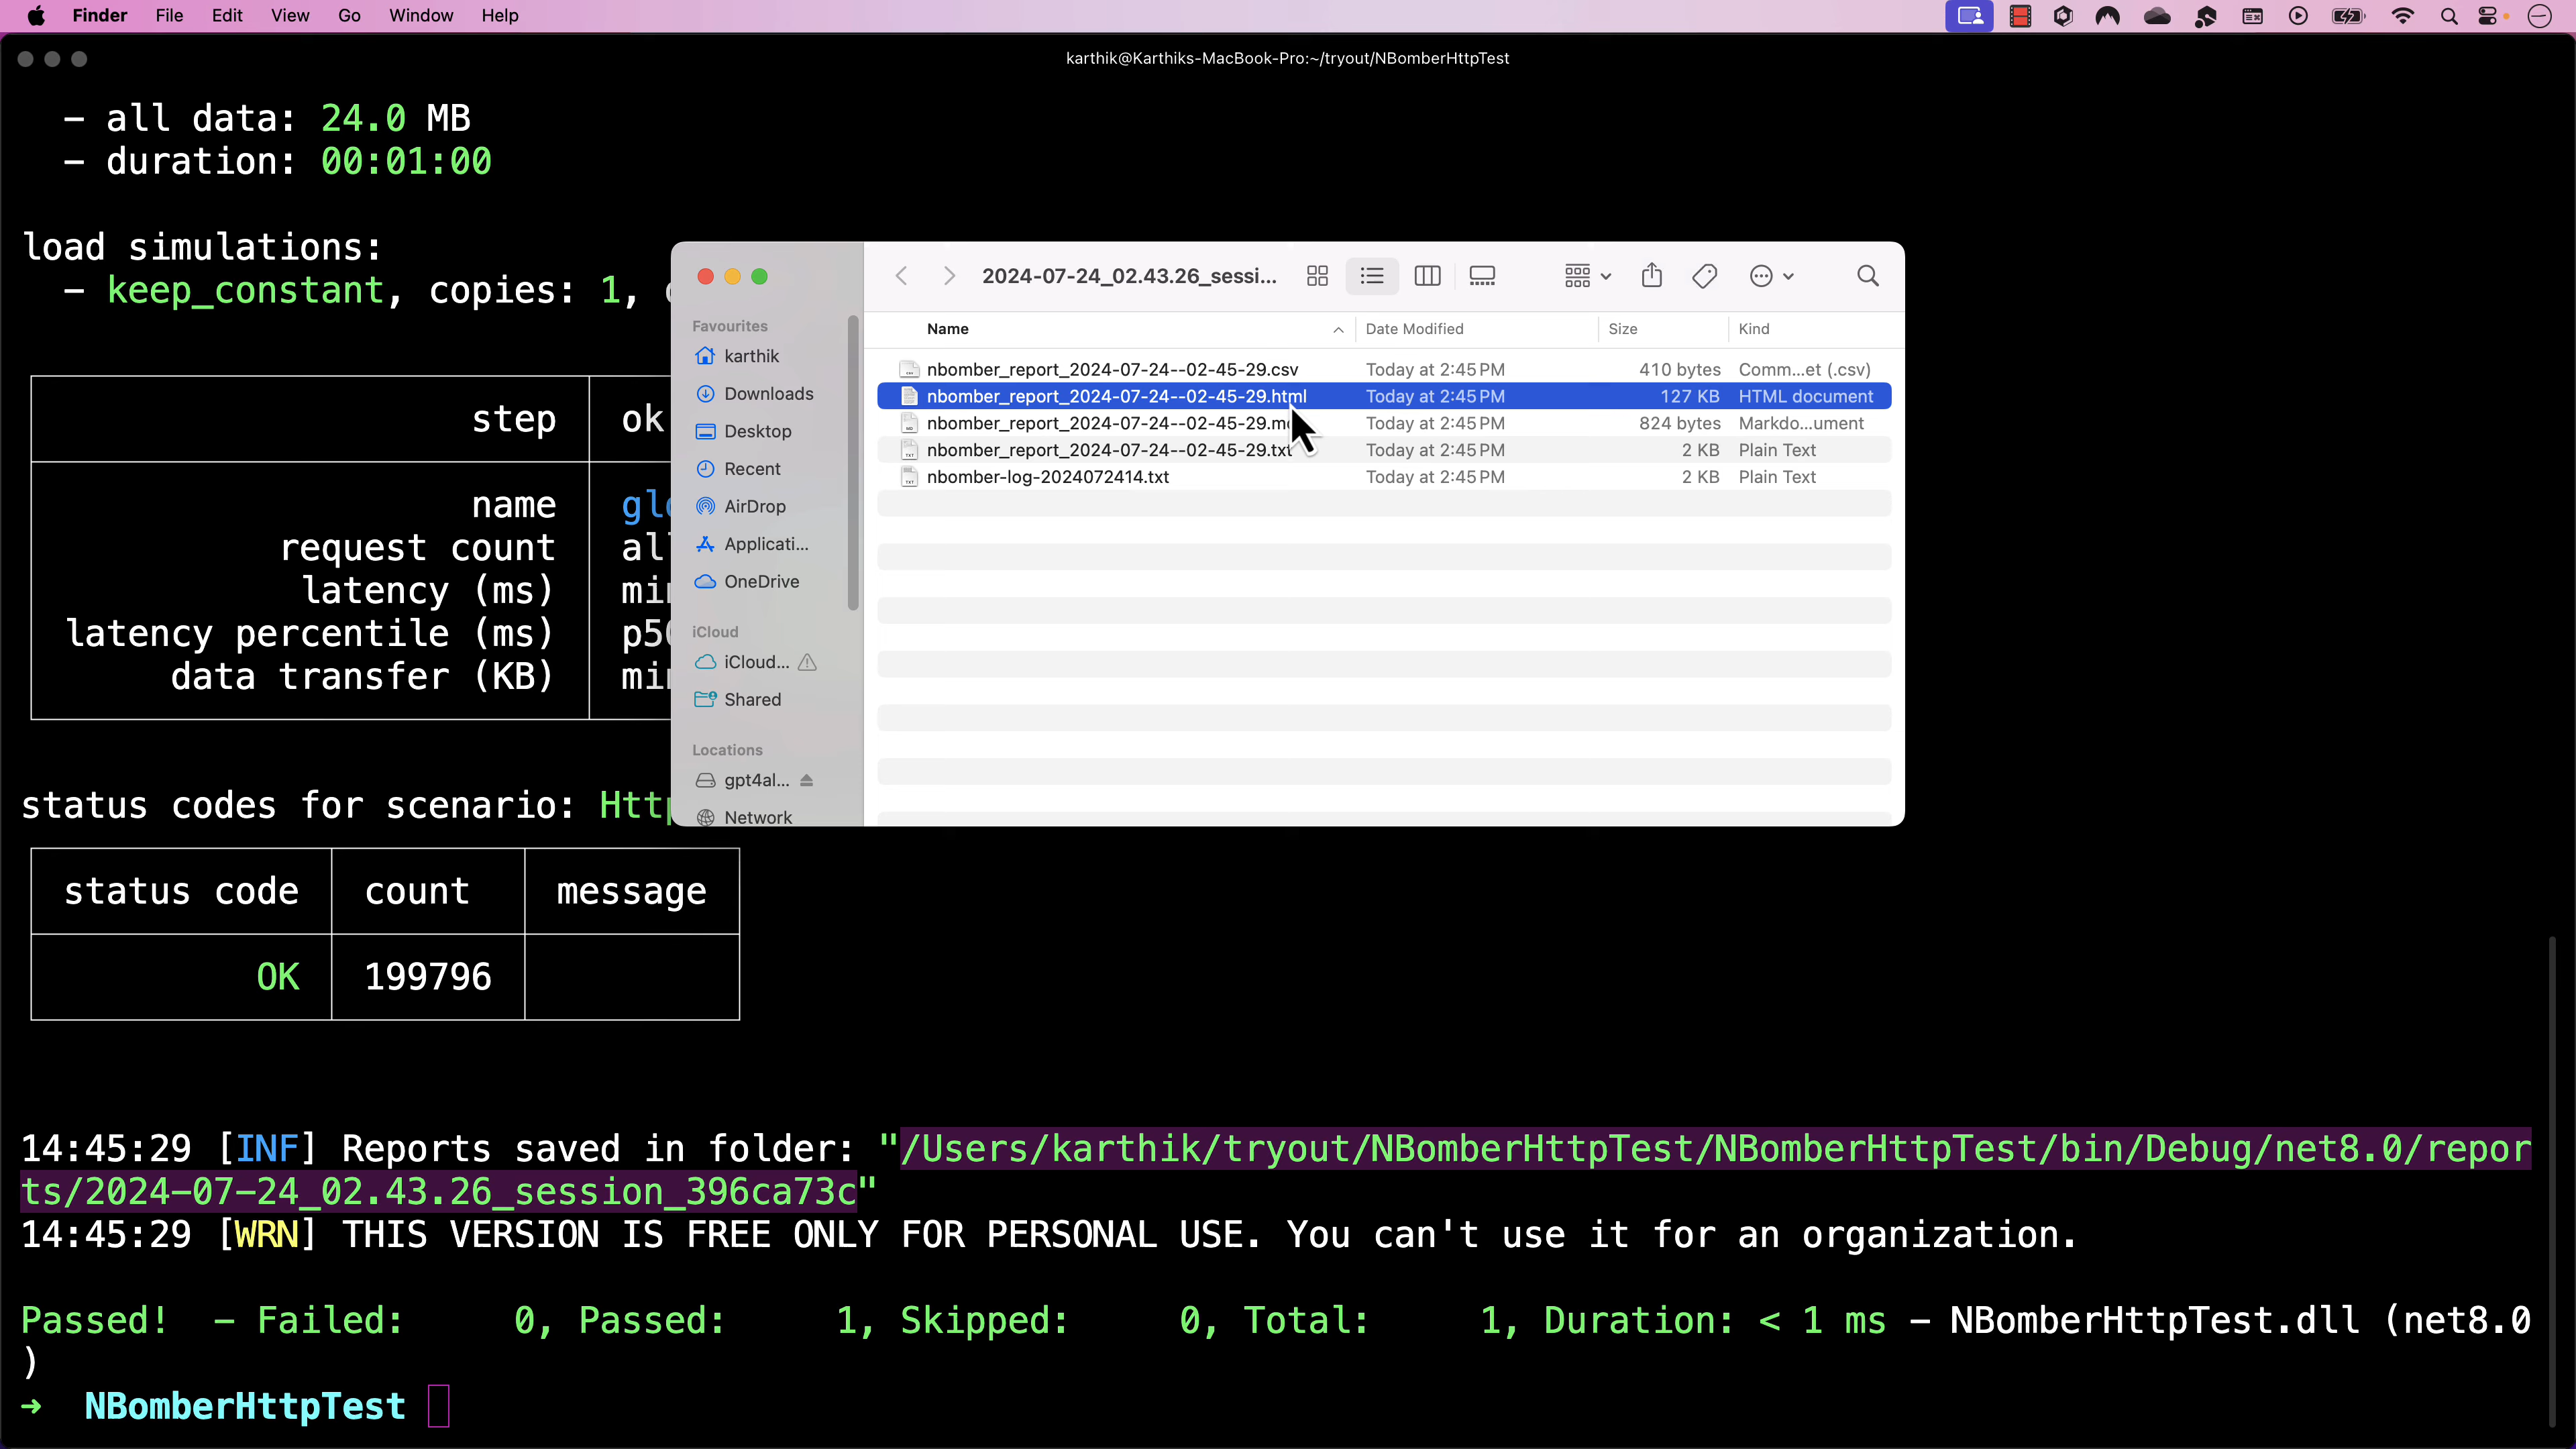 Finder File Edit View Go Window Help
karthik@Karthiks-MacBook-Pro:~/tryout/NBomberHttpTest
- all data: 24.0 MB
- duration: 00:01:00
load simulations:
- keep_constant, copies: 1,
step ok
name
request count
latency (ms)
latency percentile (ms)
data transfer (KB)
status codes for scenario:
status code count message
OK 199796
2024-07-24_02.43.26_sessi...
Favourites
karthik
Downloads
Desktop
Recent
AirDrop
Applicati...
OneDrive
iCloud
iCloud...
Shared
Locations
gpt4al...
Network
Name Date Modified Size Kind
nbomber_report_2024-07-24--02-45-29.csv Today at 2:45 PM 410 bytes Comm...et (.csv)
nbomber_report_2024-07-24--02-45-29.html Today at 2:45 PM 127 KB HTML document
nbomber_report_2024-07-24--02-45-29.md Today at 2:45 PM 824 bytes Markdo...ument
nbomber_report_2024-07-24--02-45-29.txt Today at 2:45 PM 2 KB Plain Text
nbomber-log-2024072414.txt Today at 2:45 PM 2 KB Plain Text
14:45:29 [INF] Reports saved in folder: "/Users/karthik/tryout/NBomberHttpTest/NBomberHttpTest/bin/Debug/net8.0/repor
ts/2024-07-24_02.43.26_session_396ca73c"
14:45:29 [WRN] THIS VERSION IS FREE ONLY FOR PERSONAL USE. You can't use it for an organization.
Passed! - Failed: 0, Passed: 1, Skipped: 0, Total: 1, Duration: < 1 ms - NBomberHttpTest.dll (net8.0
)
→ NBomberHttpTest